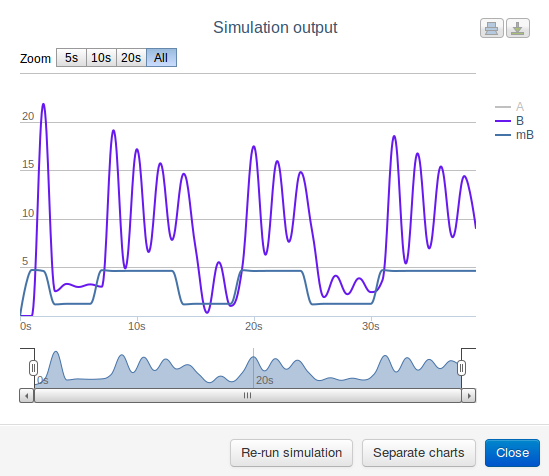 Simulation output
Zoom 5s 10s 20s All
A
B
mB
20
15
10
5
0s 10s 20s 30s
0s 20s
Re-run simulation Separate charts Close